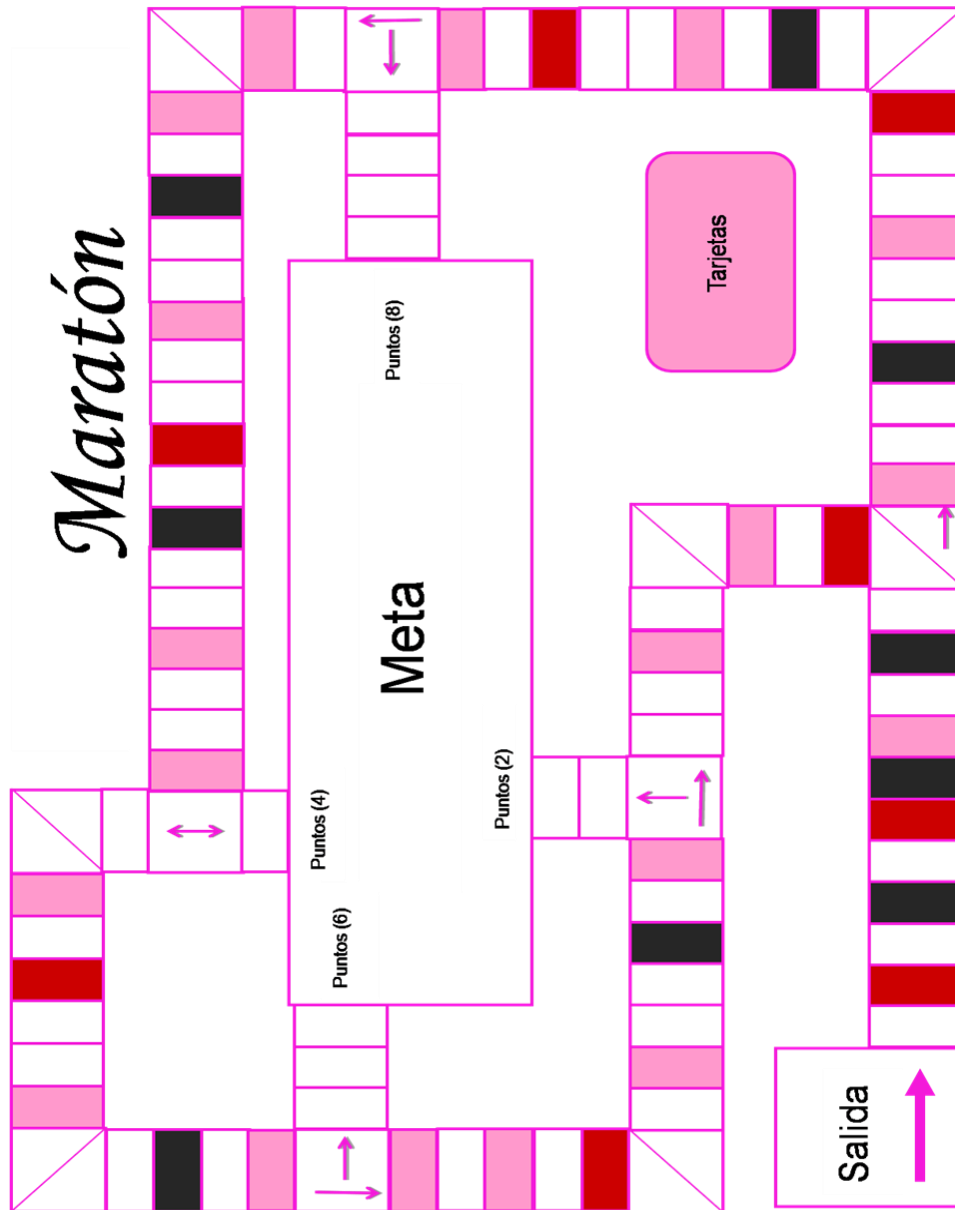 Maratón
Tarjetas
Puntos (8)
Meta
Puntos (4)
Puntos (2)
Puntos (6)
Salida